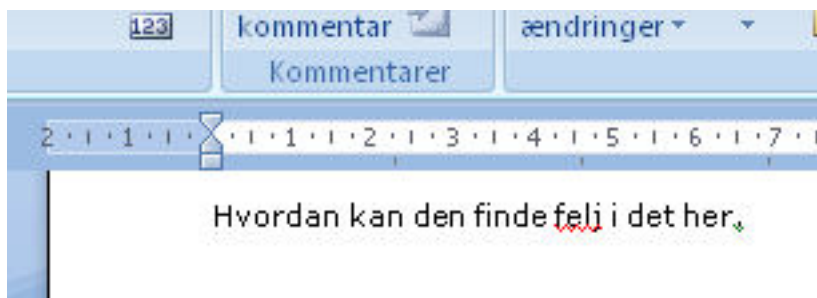 123 kommentar ændringer
Kommentarer
2 1 1 2 3 4 5 6 7
Hvordan kan den finde felj i det her.